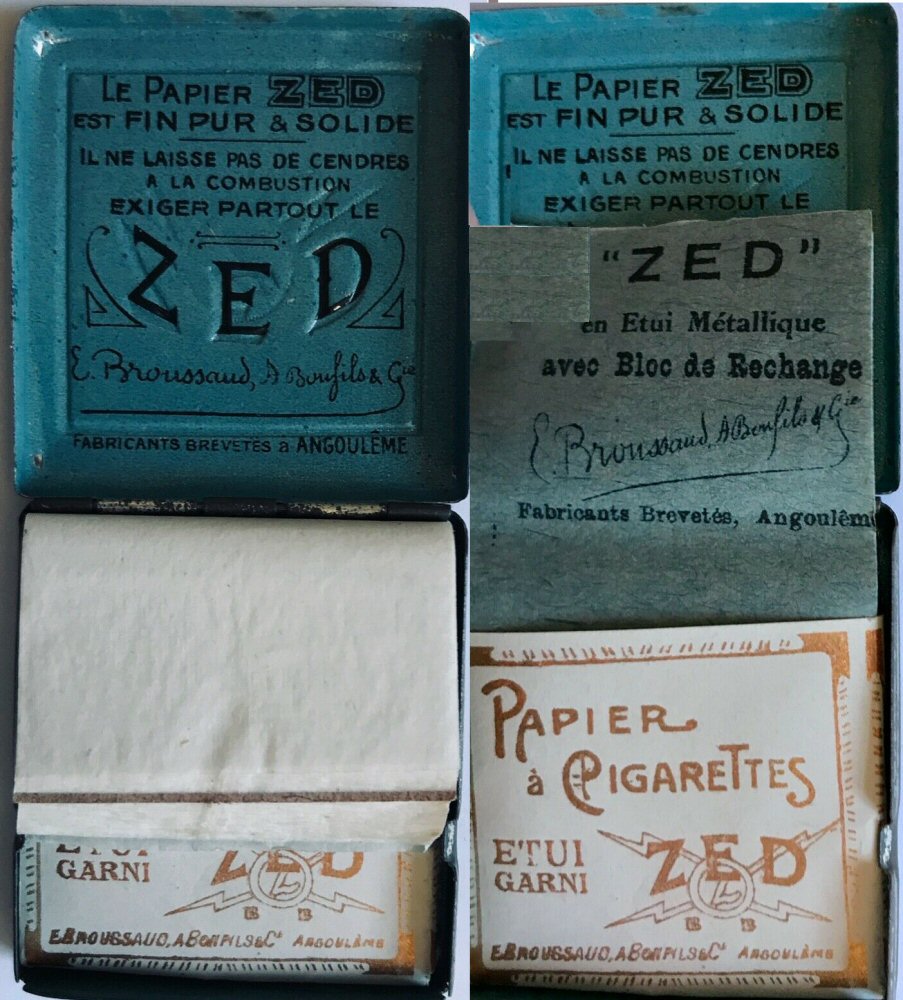 LE PAPIER ZED
EST FIN PUR & SOLIDE
IL NE LAISSE PAS DE CENDRES
A LA COMBUSTION
EXIGER PARTOUT LE
ZED
E. Broussaud, A Bonfils & Cie
FABRICANTS BREVETÉS à ANGOULÊME
ETUI
GARNI
ZED
B B
E.BROUSSAUD, A BONFILS & Cie ANGOULÊME
LE PAPIER ZED
EST FIN PUR & SOLIDE
IL NE LAISSE PAS DE CENDRES
A LA COMBUSTION
EXIGER PARTOUT LE
"ZED"
en Etui Métallique
avec Bloc de Rechange
E. Broussaud, A Bonfils & Cie
Fabricants Brevetés, Angoulêm
PAPIER
à CIGARETTES
ETUI
GARNI
ZED
Z
B B
E.BROUSSAUD, A BONFILS & Cie ANGOULÊME